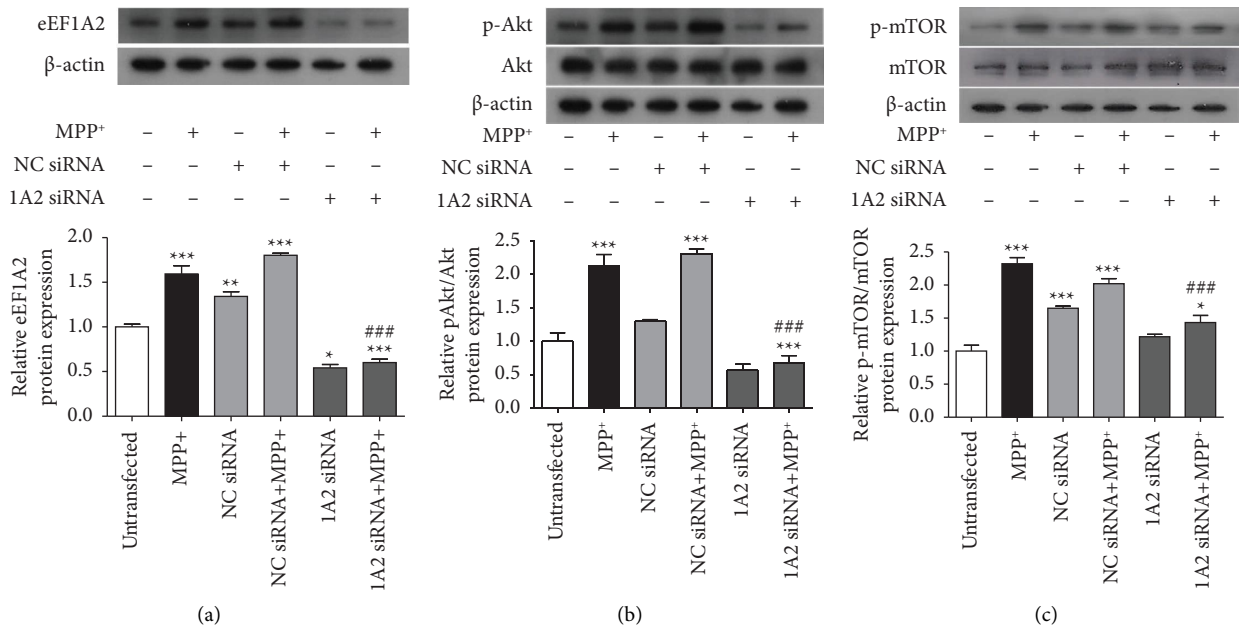 eEF1A2
β-actin
MPP⁺ – + – + – –+
NC siRNA – – + + – –
1A2 siRNA – – – – + +
Relative eEF1A2
protein expression
2.0
1.5
1.0
0.5
0.0
***
**
***
*
###
***
Untransfected
MPP+
NC siRNA
NC siRNA+MPP+
1A2 siRNA
1A2 siRNA+MPP+
(a)
p-Akt
Akt
β-actin
MPP⁺ – + – + – +
NC siRNA – – + + – –
1A2 siRNA – – – – + +
Relative pAkt/Akt
protein expression
2.5
2.0
1.5
1.0
0.5
0.0
***
***
###
***
Untransfected
MPP⁺
NC siRNA
NC siRNA+MPP⁺
1A2 siRNA
1A2 siRNA+MPP⁺
(b)
p-mTOR
mTOR
β-actin
MPP⁺ – + – + – +
NC siRNA – – + + – –
1A2 siRNA – – – – + +
Relative p-mTOR/mTOR
protein expression
2.5
2.0
1.5
1.0
0.5
0.0
***
***
***
###
*
Untransfected
MPP⁺
NC siRNA
NC siRNA+MPP⁺
1A2 siRNA
1A2 siRNA+MPP⁺
(c)